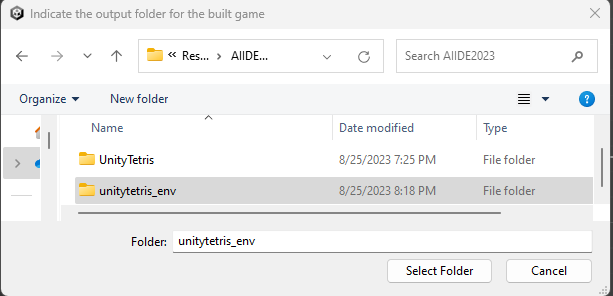 Indicate the output folder for the built game
« Res... > AIIDE...
Search AIIDE2023
Organize New folder
Name Date modified Type
UnityTetris 8/25/2023 7:25 PM File folder
unitytetris_env 8/25/2023 8:18 PM File folder
Folder: unitytetris_env
Select Folder Cancel